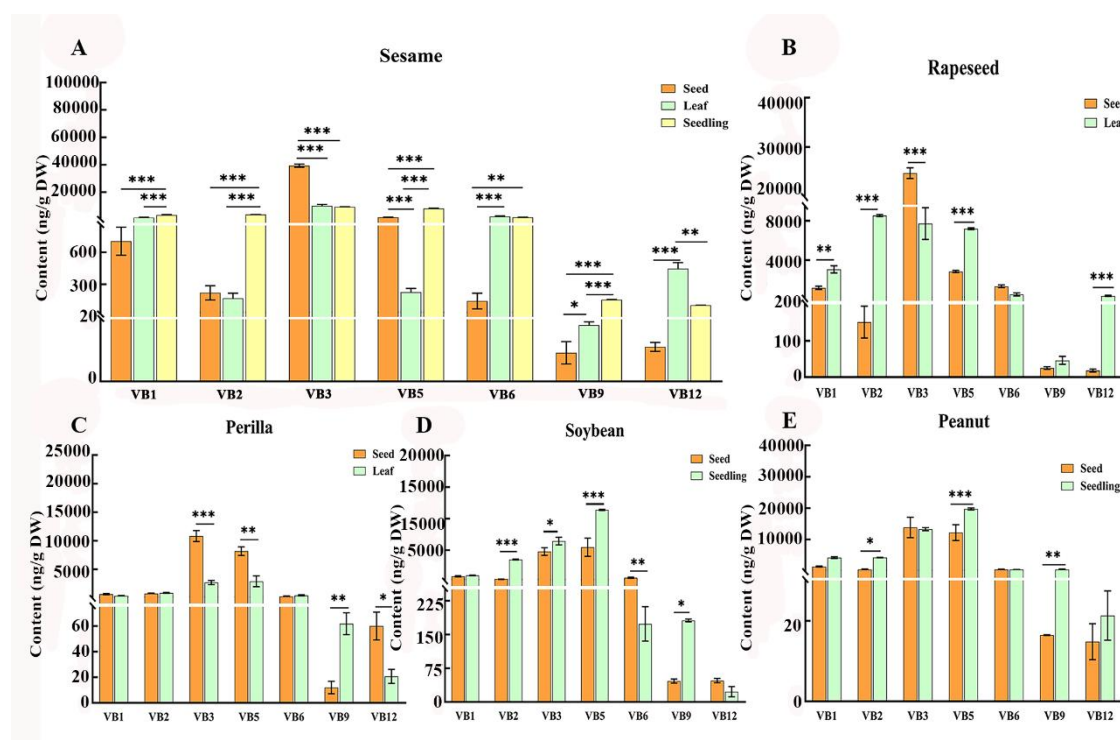 A
Sesame
Content (ng/g DW)
100000
80000
60000
40000
20000
600
300
20
0
Seed
Leaf
Seedling
*** *** *** *** *** *** *** *** *** *** ** *** *** *** * *** **
VB1 VB2 VB3 VB5 VB6 VB9 VB12
B
Rapeseed
Content (ng/g DW)
40000
30000
20000
8000
4000
200
100
0
See
Lea
** *** *** *** ***
VB1 VB2 VB3 VB5 VB6 VB9 VB12
C
Perilla
Content (ng/g DW)
25000
20000
15000
10000
5000
60
40
20
0
Seed
Leaf
*** ** ** *
VB1 VB2 VB3 VB5 VB6 VB9 VB12
D
Soybean
Content (ng/g DW)
20000
15000
10000
5000
225
150
75
0
Seed
Seedling
*** * *** ** *
VB1 VB2 VB3 VB5 VB6 VB9 VB12
E
Peanut
Content (ng/g DW)
40000
30000
20000
10000
20
0
Seed
Seedling
* *** **
VB1 VB2 VB3 VB5 VB6 VB9 VB12